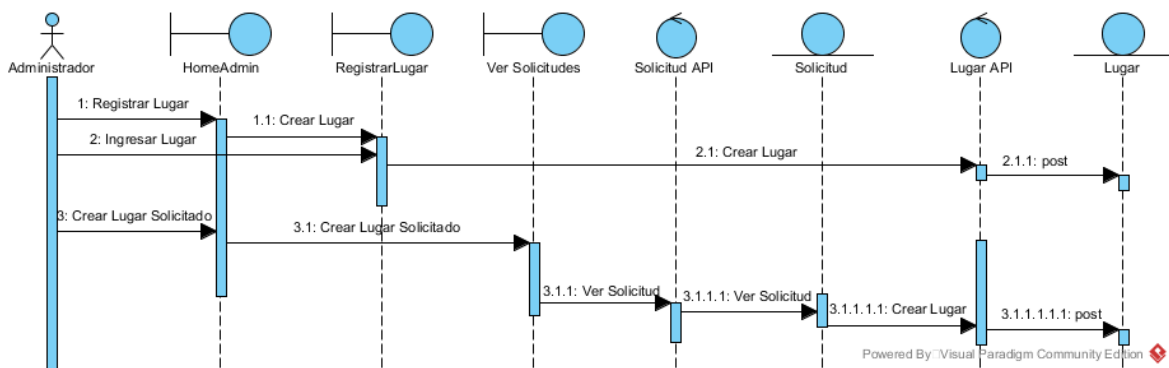 Administrador
HomeAdmin
RegistrarLugar
Ver Solicitudes
Solicitud API
Solicitud
Lugar API
Lugar
1: Registrar Lugar
1.1: Crear Lugar
2: Ingresar Lugar
2.1: Crear Lugar
2.1.1: post
3: Crear Lugar Solicitado
3.1: Crear Lugar Solicitado
3.1.1: Ver Solicitud
3.1.1.1: Ver Solicitud
3.1.1.1.1: Crear Lugar
3.1.1.1.1.1: post
Powered By Visual Paradigm Community Edition